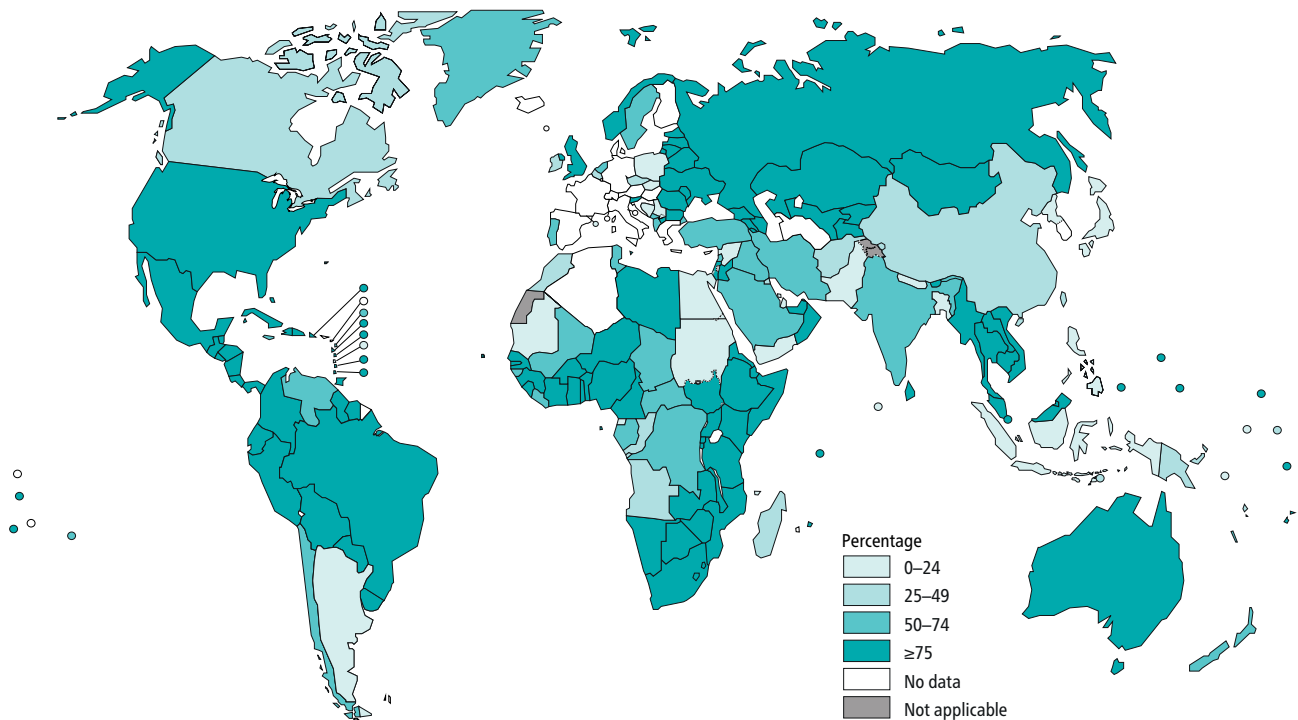 Percentage
0–24
25–49
50–74
≥75
No data
Not applicable